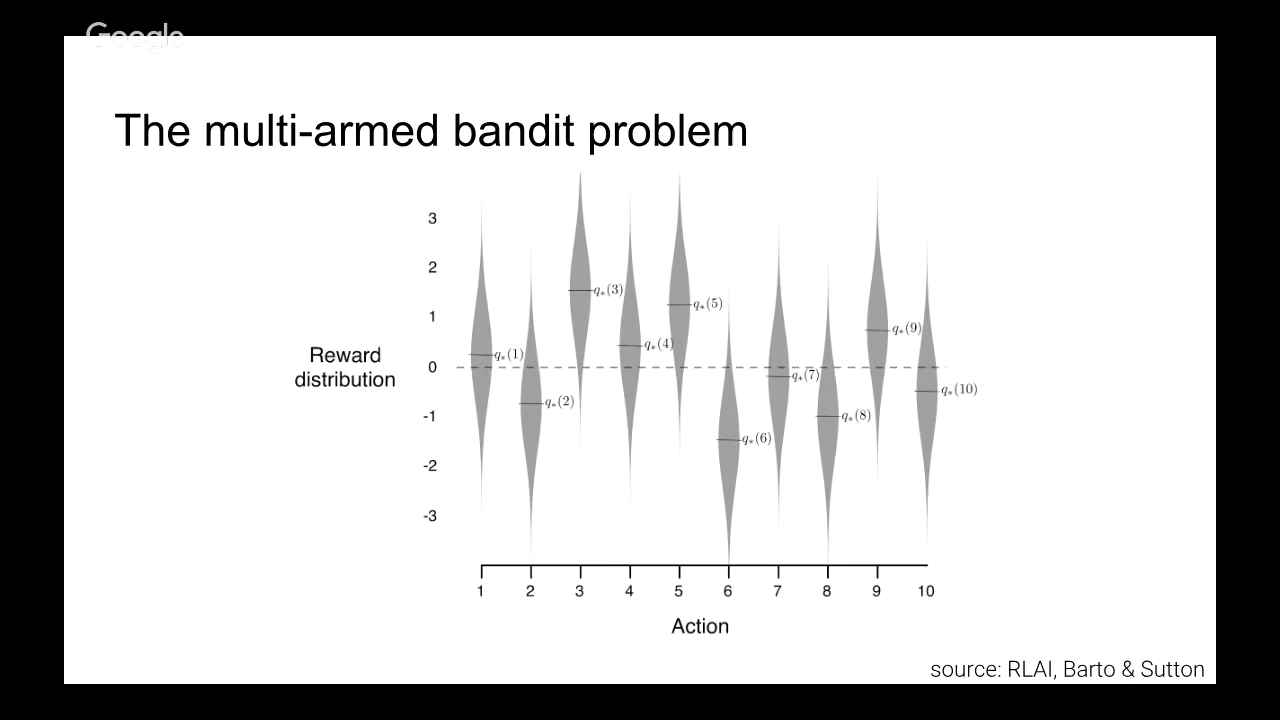 Google
The multi-armed bandit problem
3
2
1
0
-1
-2
-3
Reward
distribution
q*(1)
q*(2)
q*(3)
q*(4)
q*(5)
q*(6)
q*(7)
q*(8)
q*(9)
q*(10)
1 2 3 4 5 6 7 8 9 10
Action
source: RLAI, Barto & Sutton